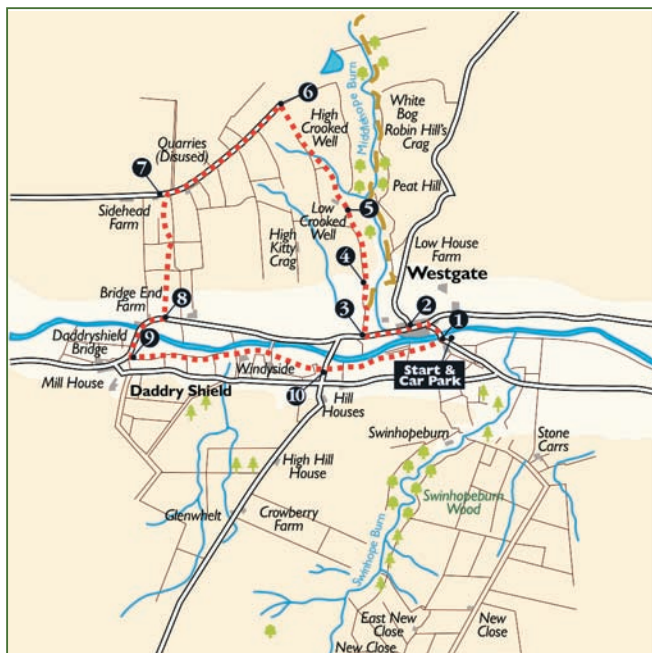 6
High
Crooked
Well
Middlehope Burn
White
Bog
Robin Hill's
Crag
Quarries
(Disused)
7
Peat Hill
Sidehead
Farm
Low
Crooked
Well
5
High
Kitty
Crag
4
Low House
Farm
Westgate
Bridge End
Farm
8
3
2
1
Daddryshield
Bridge
9
Start &
Car Park
Mill House
Windyside
Daddry Shield
10
Hill
Houses
Swinhopeburn
Stone
Carrs
High Hill
House
Swinhopeburn
Wood
Glenwhelt
Crowberry
Farm
Swinhope Burn
East New
Close
New
Close
New Close